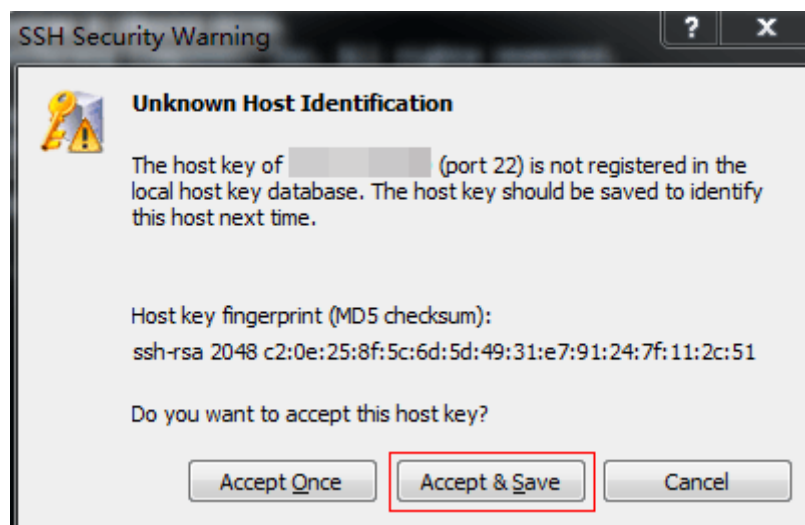 SSH Security Warning
? x
Unknown Host Identification
The host key of (port 22) is not registered in the
local host key database. The host key should be saved to identify
this host next time.
Host key fingerprint (MD5 checksum):
ssh-rsa 2048 c2:0e:25:8f:5c:6d:5d:49:31:e7:91:24:7f:11:2c:51
Do you want to accept this host key?
Accept Once Accept & Save Cancel